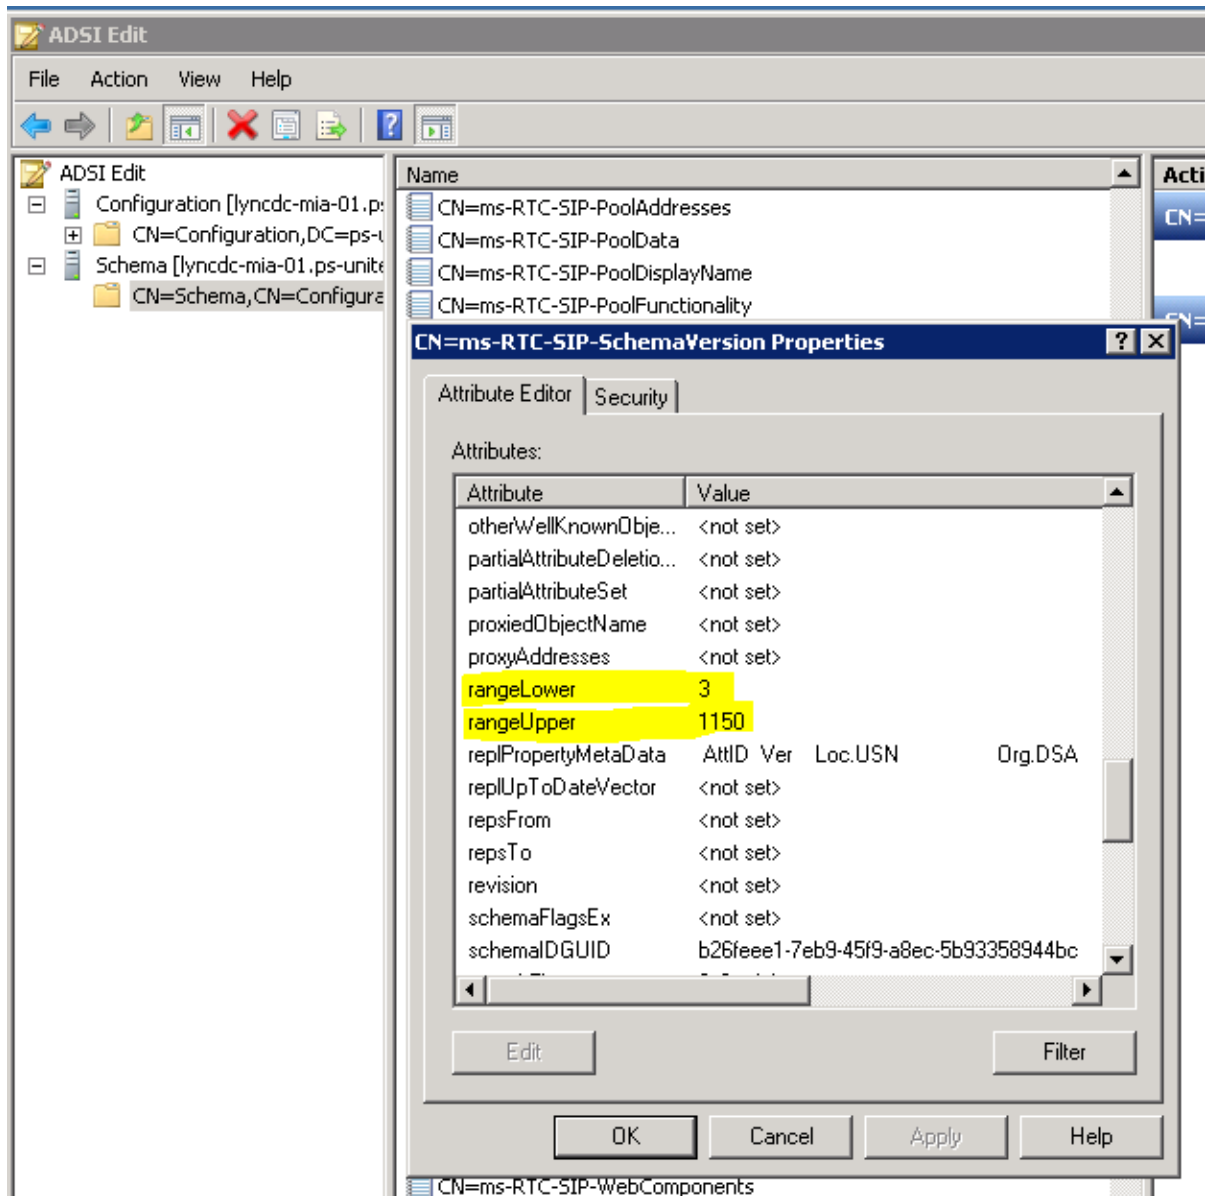 ADSI Edit
File Action View Help
ADSI Edit
Configuration [lyncdc-mia-01.ps
CN=Configuration,DC=ps-u
Schema [lyncdc-mia-01.ps-unite
CN=Schema,CN=Configura
Name
CN=ms-RTC-SIP-PoolAddresses
CN=ms-RTC-SIP-PoolData
CN=ms-RTC-SIP-PoolDisplayName
CN=ms-RTC-SIP-PoolFunctionality
Acti
CN=
CN=
CN=ms-RTC-SIP-SchemaVersion Properties
Attribute Editor Security
Attributes:
Attribute Value
otherWellKnownObje... <not set>
partialAttributeDeletio... <not set>
partialAttributeSet <not set>
proxiedObjectName <not set>
proxyAddresses <not set>
rangeLower 3
rangeUpper 1150
replPropertyMetaData AttID Ver Loc.USN Org.DSA
replUpToDateVector <not set>
repsFrom <not set>
repsTo <not set>
revision <not set>
schemaFlagsEx <not set>
schemaIDGUID b26feee1-7eb9-45f9-a8ec-5b93358944bc
Edit Filter
OK Cancel Apply Help
CN=ms-RTC-SIP-WebComponents